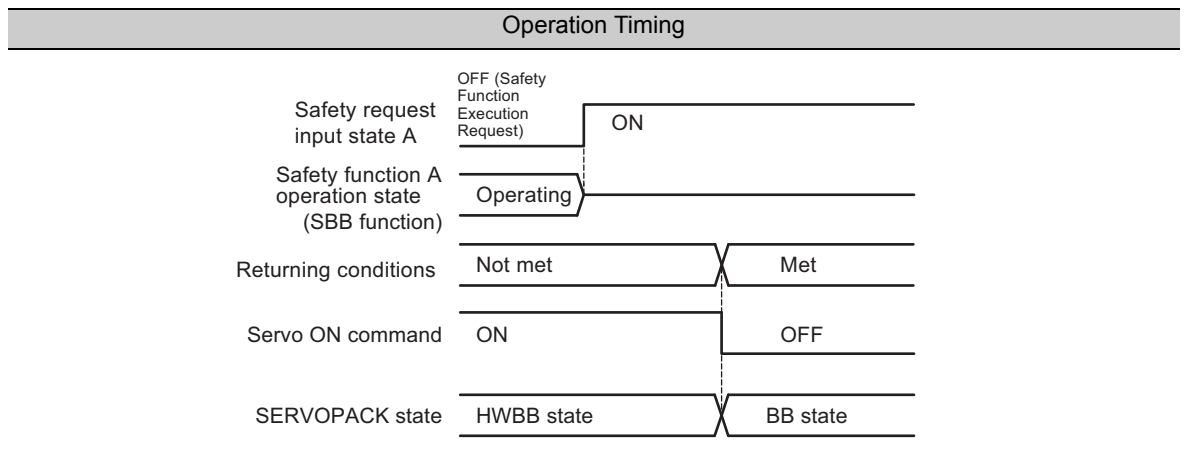 Operation Timing
OFF (Safety
Function
Execution
Request)
Safety request
input state A
ON
Safety function A
operation state
(SBB function)
Operating
Returning conditions
Not met
Met
Servo ON command
ON
OFF
SERVOPACK state
HWBB state
BB state